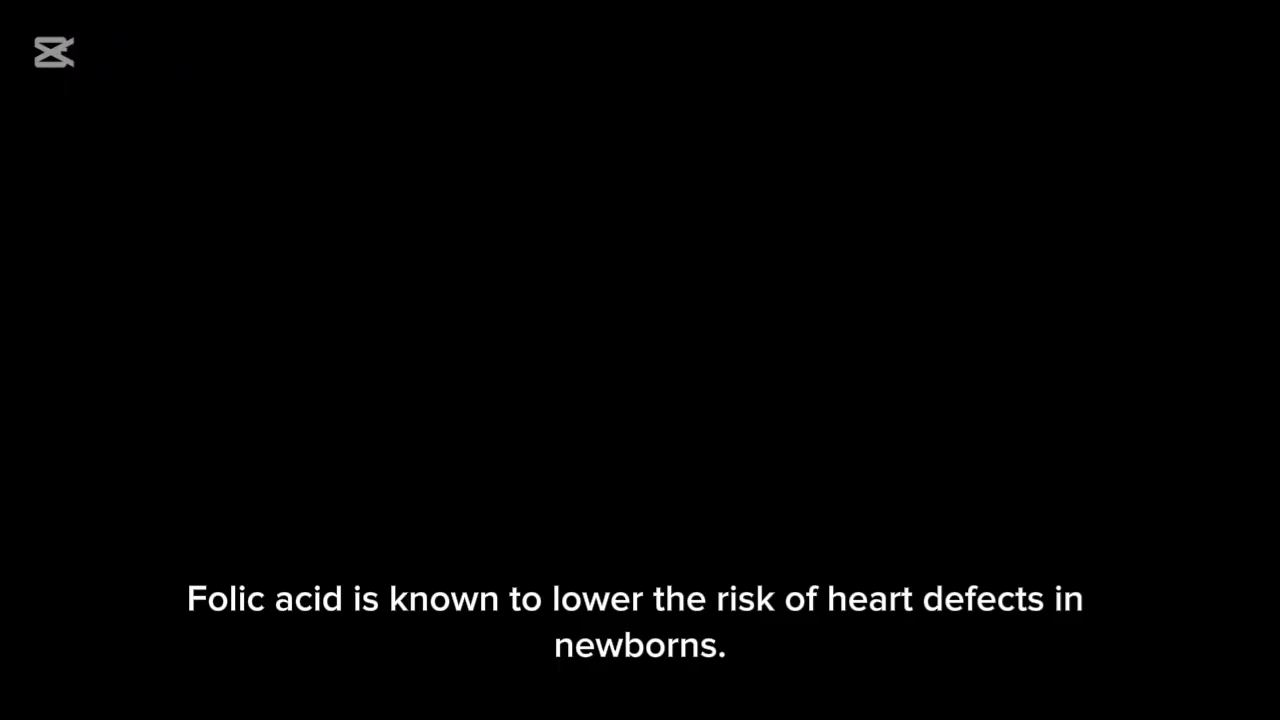 Folic acid is known to lower the risk of heart defects in
newborns.